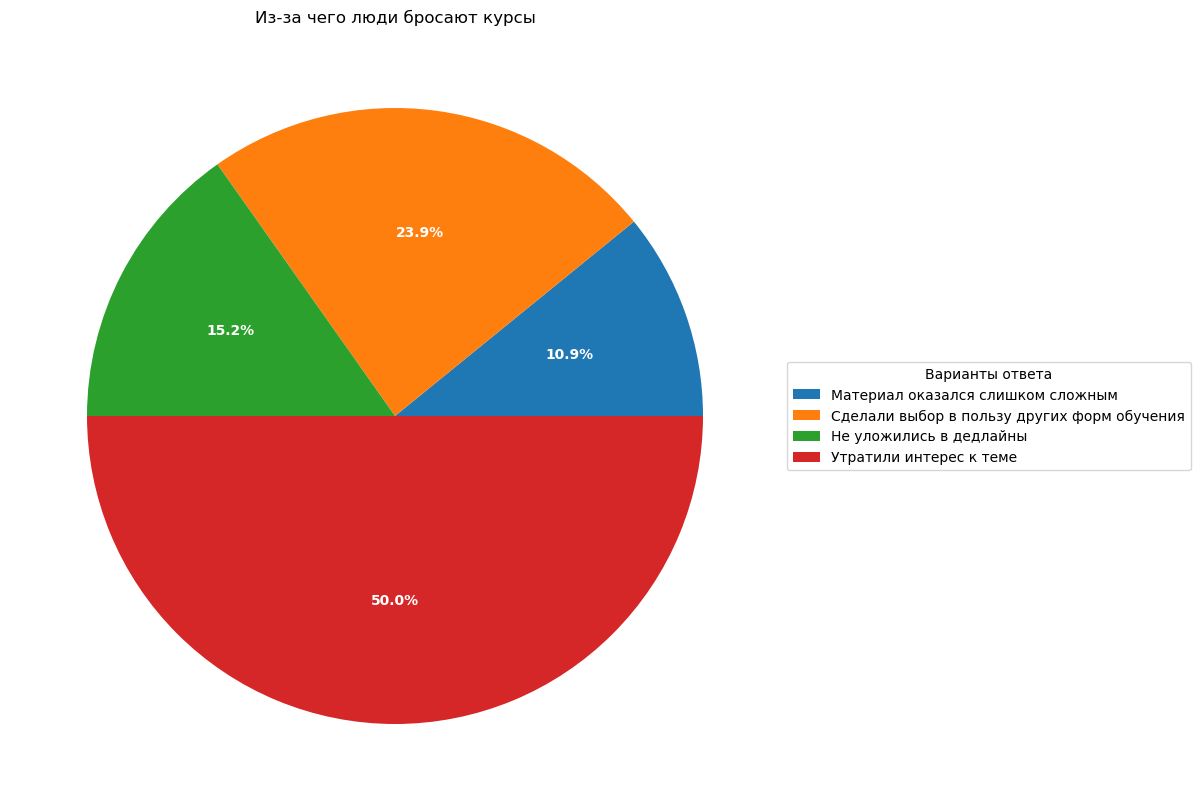 Из-за чего люди бросают курсы
23.9%
15.2%
10.9%
50.0%
Варианты ответа
Материал оказался слишком сложным
Сделали выбор в пользу других форм обучения
Не уложились в дедлайны
Утратили интерес к теме